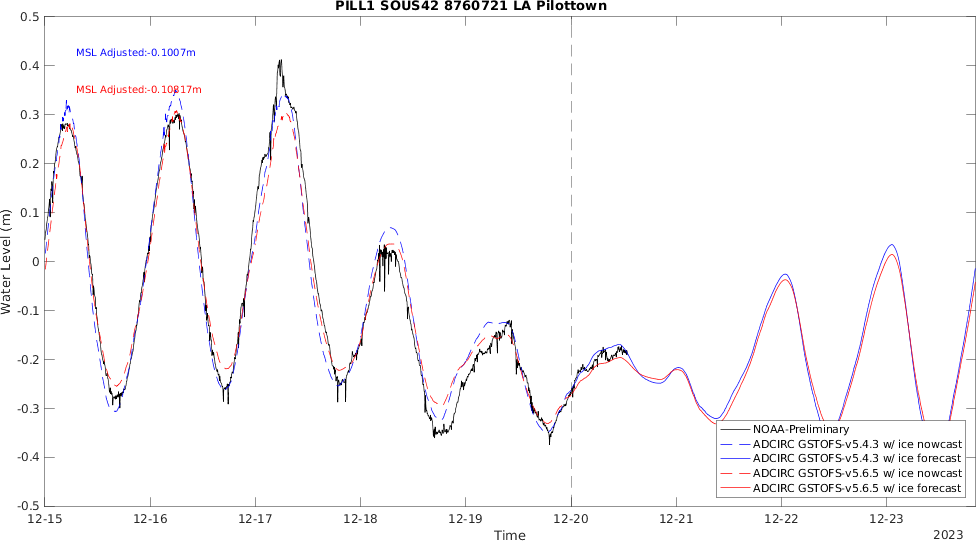 PILL1 SOUS42 8760721 LA Pilottown
MSL Adjusted:-0.1007m
MSL Adjusted:-0.10817m
0.5
0.4
0.3
0.2
0.1
0
-0.1
-0.2
-0.3
-0.4
-0.5
Water Level (m)
NOAA-Preliminary
ADCIRC GSTOFS-v5.4.3 w/ ice nowcast
ADCIRC GSTOFS-v5.4.3 w/ ice forecast
ADCIRC GSTOFS-v5.6.5 w/ ice nowcast
ADCIRC GSTOFS-v5.6.5 w/ ice forecast
12-15 12-16 12-17 12-18 12-19 12-20 12-21 12-22 12-23
Time
2023